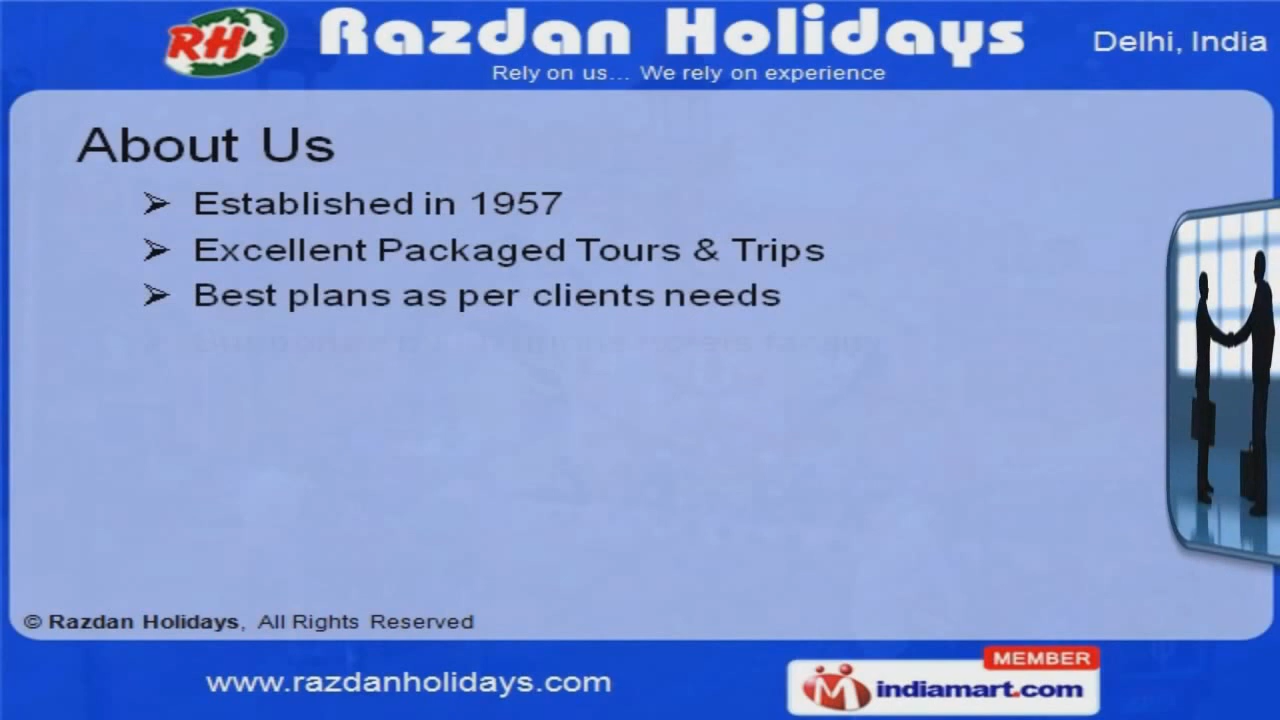 RH
Razdan Holidays
Delhi, India
Rely on us... We rely on experience
About Us
➢ Established in 1957
➢ Excellent Packaged Tours & Trips
➢ Best plans as per clients needs
© Razdan Holidays, All Rights Reserved
www.razdanholidays.com
MEMBER
indiamart.com